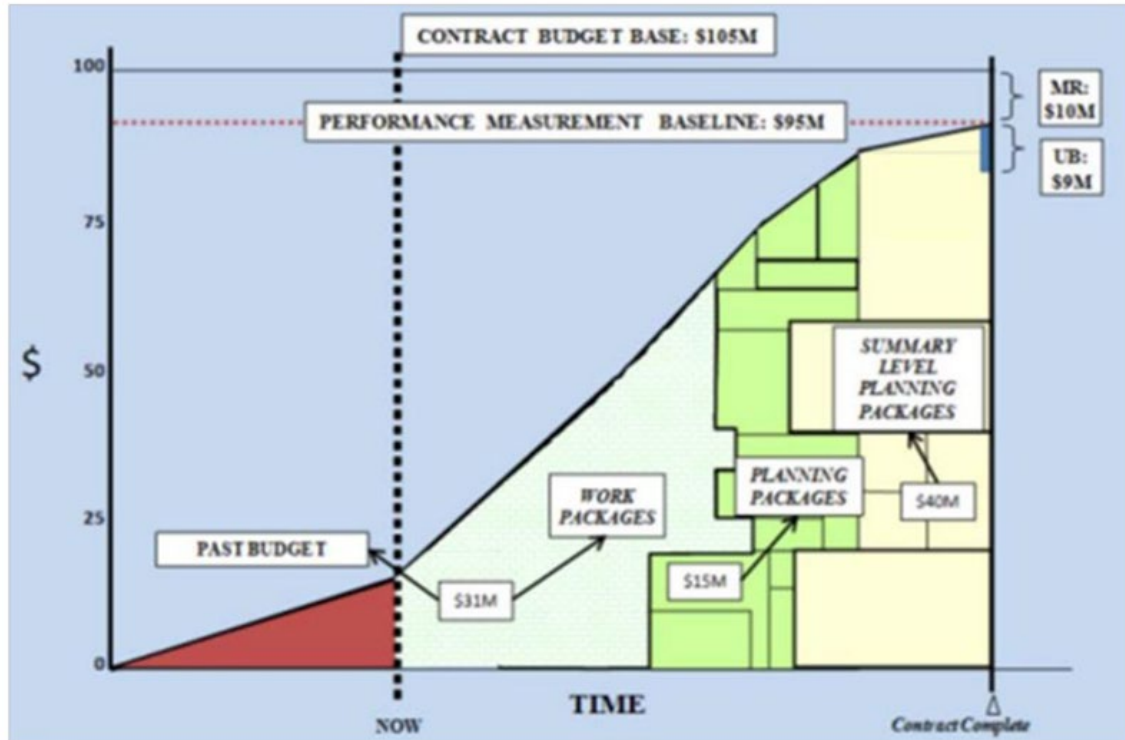 CONTRACT BUDGET BASE: $105M
100
MR:
$10M
PERFORMANCE MEASUREMENT BASELINE: $95M
UB:
$9M
75
$
50
SUMMARY
LEVEL
PLANNING
PACKAGES
WORK
PACKAGES
PLANNING
PACKAGES
$40M
25
PAST BUDGET
$31M
$15M
0
TIME
NOW
Contract Complete